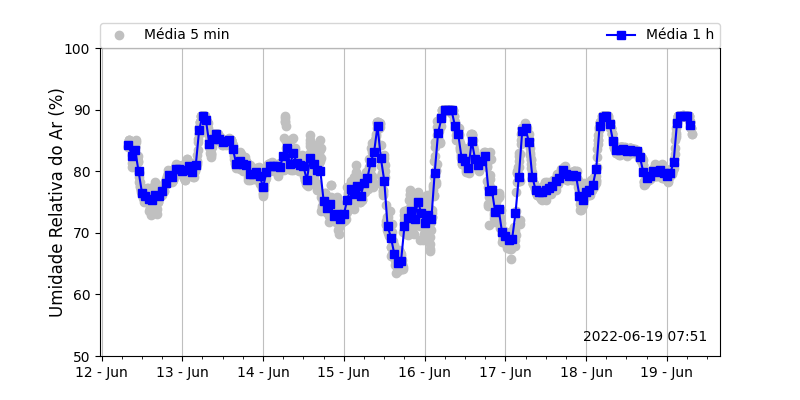 Média 5 min
Média 1 h
Umidade Relativa do Ar (%)
100
90
80
70
60
50
2022-06-19 07:51
12 - Jun
13 - Jun
14 - Jun
15 - Jun
16 - Jun
17 - Jun
18 - Jun
19 - Jun